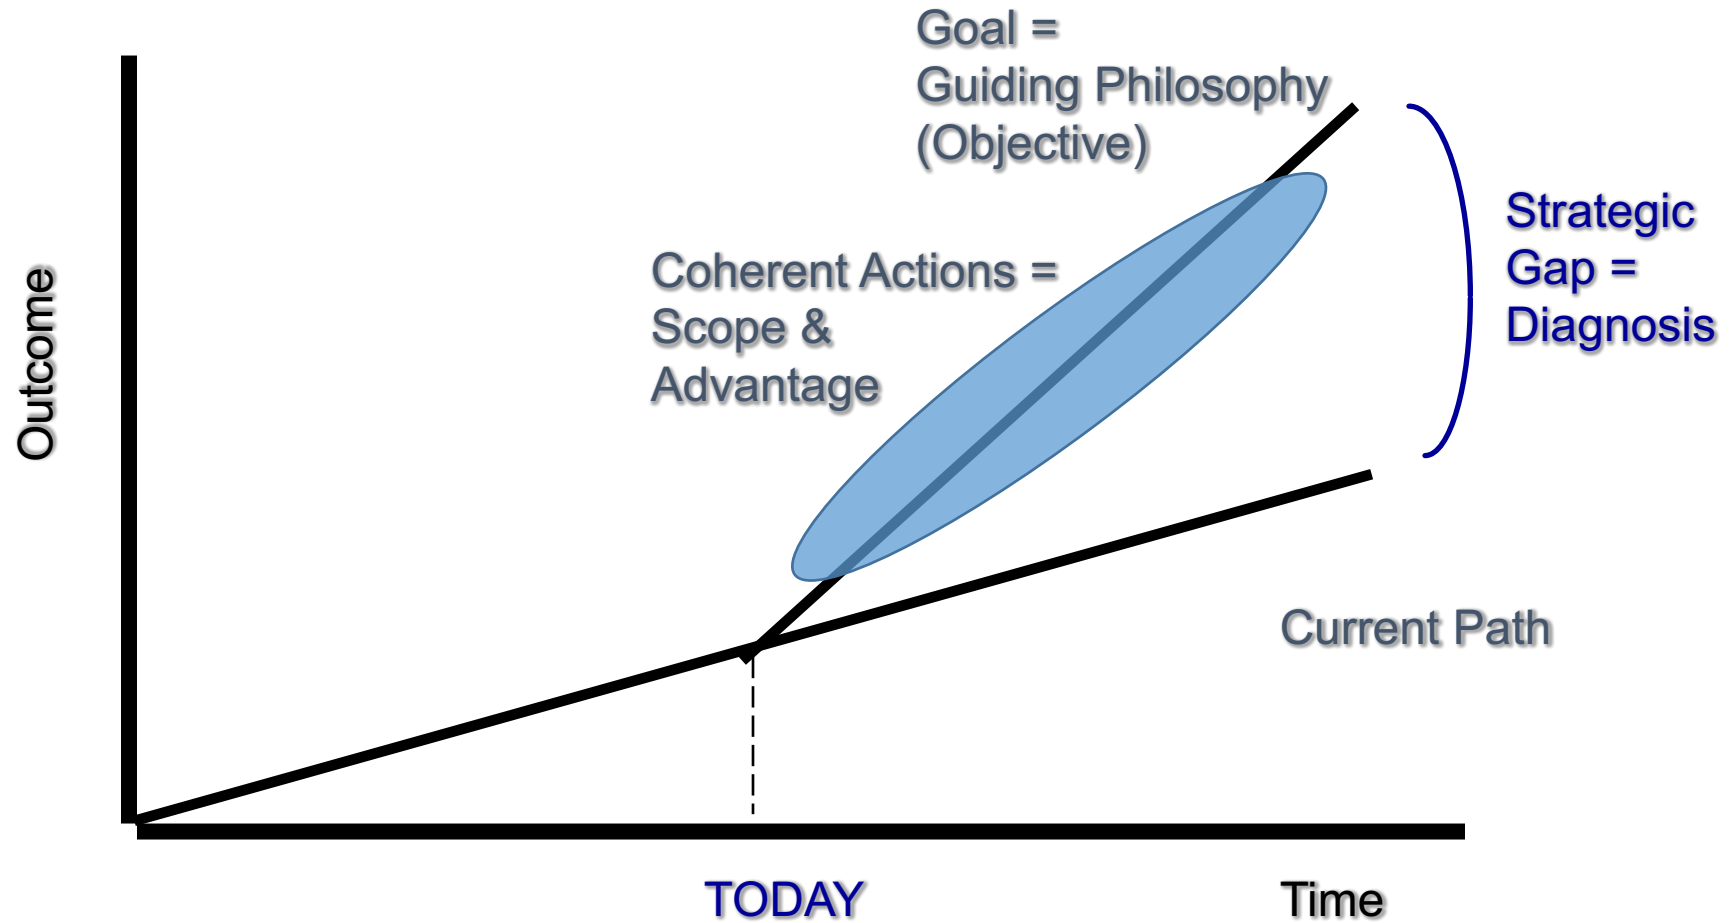 Goal =
Guiding Philosophy
(Objective)
Strategic
Gap =
Diagnosis
Coherent Actions =
Scope &
Advantage
Outcome
Current Path
TODAY
Time